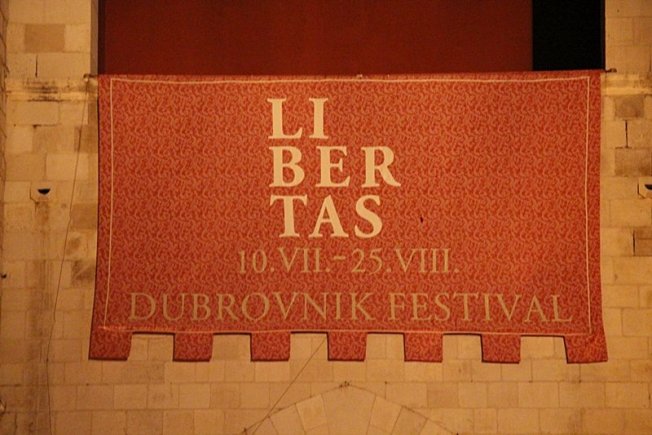 LI
BER
TAS
10.VII.-25.VIII.
DUBROVNIK FESTIVAL